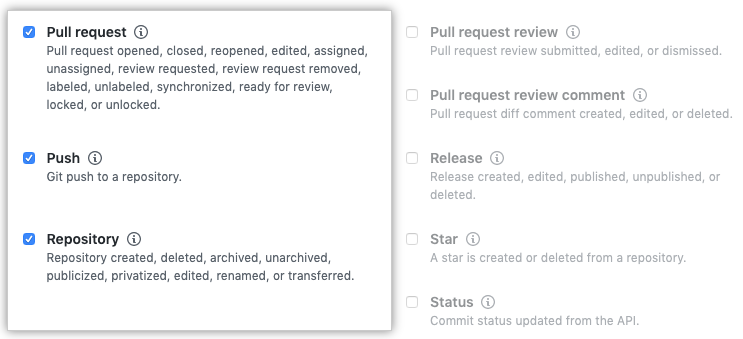 Pull request
Pull request opened, closed, reopened, edited, assigned,
unassigned, review requested, review request removed,
labeled, unlabeled, synchronized, ready for review,
locked, or unlocked.
Push
Git push to a repository.
Repository
Repository created, deleted, archived, unarchived,
publicized, privatized, edited, renamed, or transferred.
Pull request review
Pull request review submitted, edited, or dismissed.
Pull request review comment
Pull request diff comment created, edited, or deleted.
Release
Release created, edited, published, unpublished, or
deleted.
Star
A star is created or deleted from a repository.
Status
Commit status updated from the API.